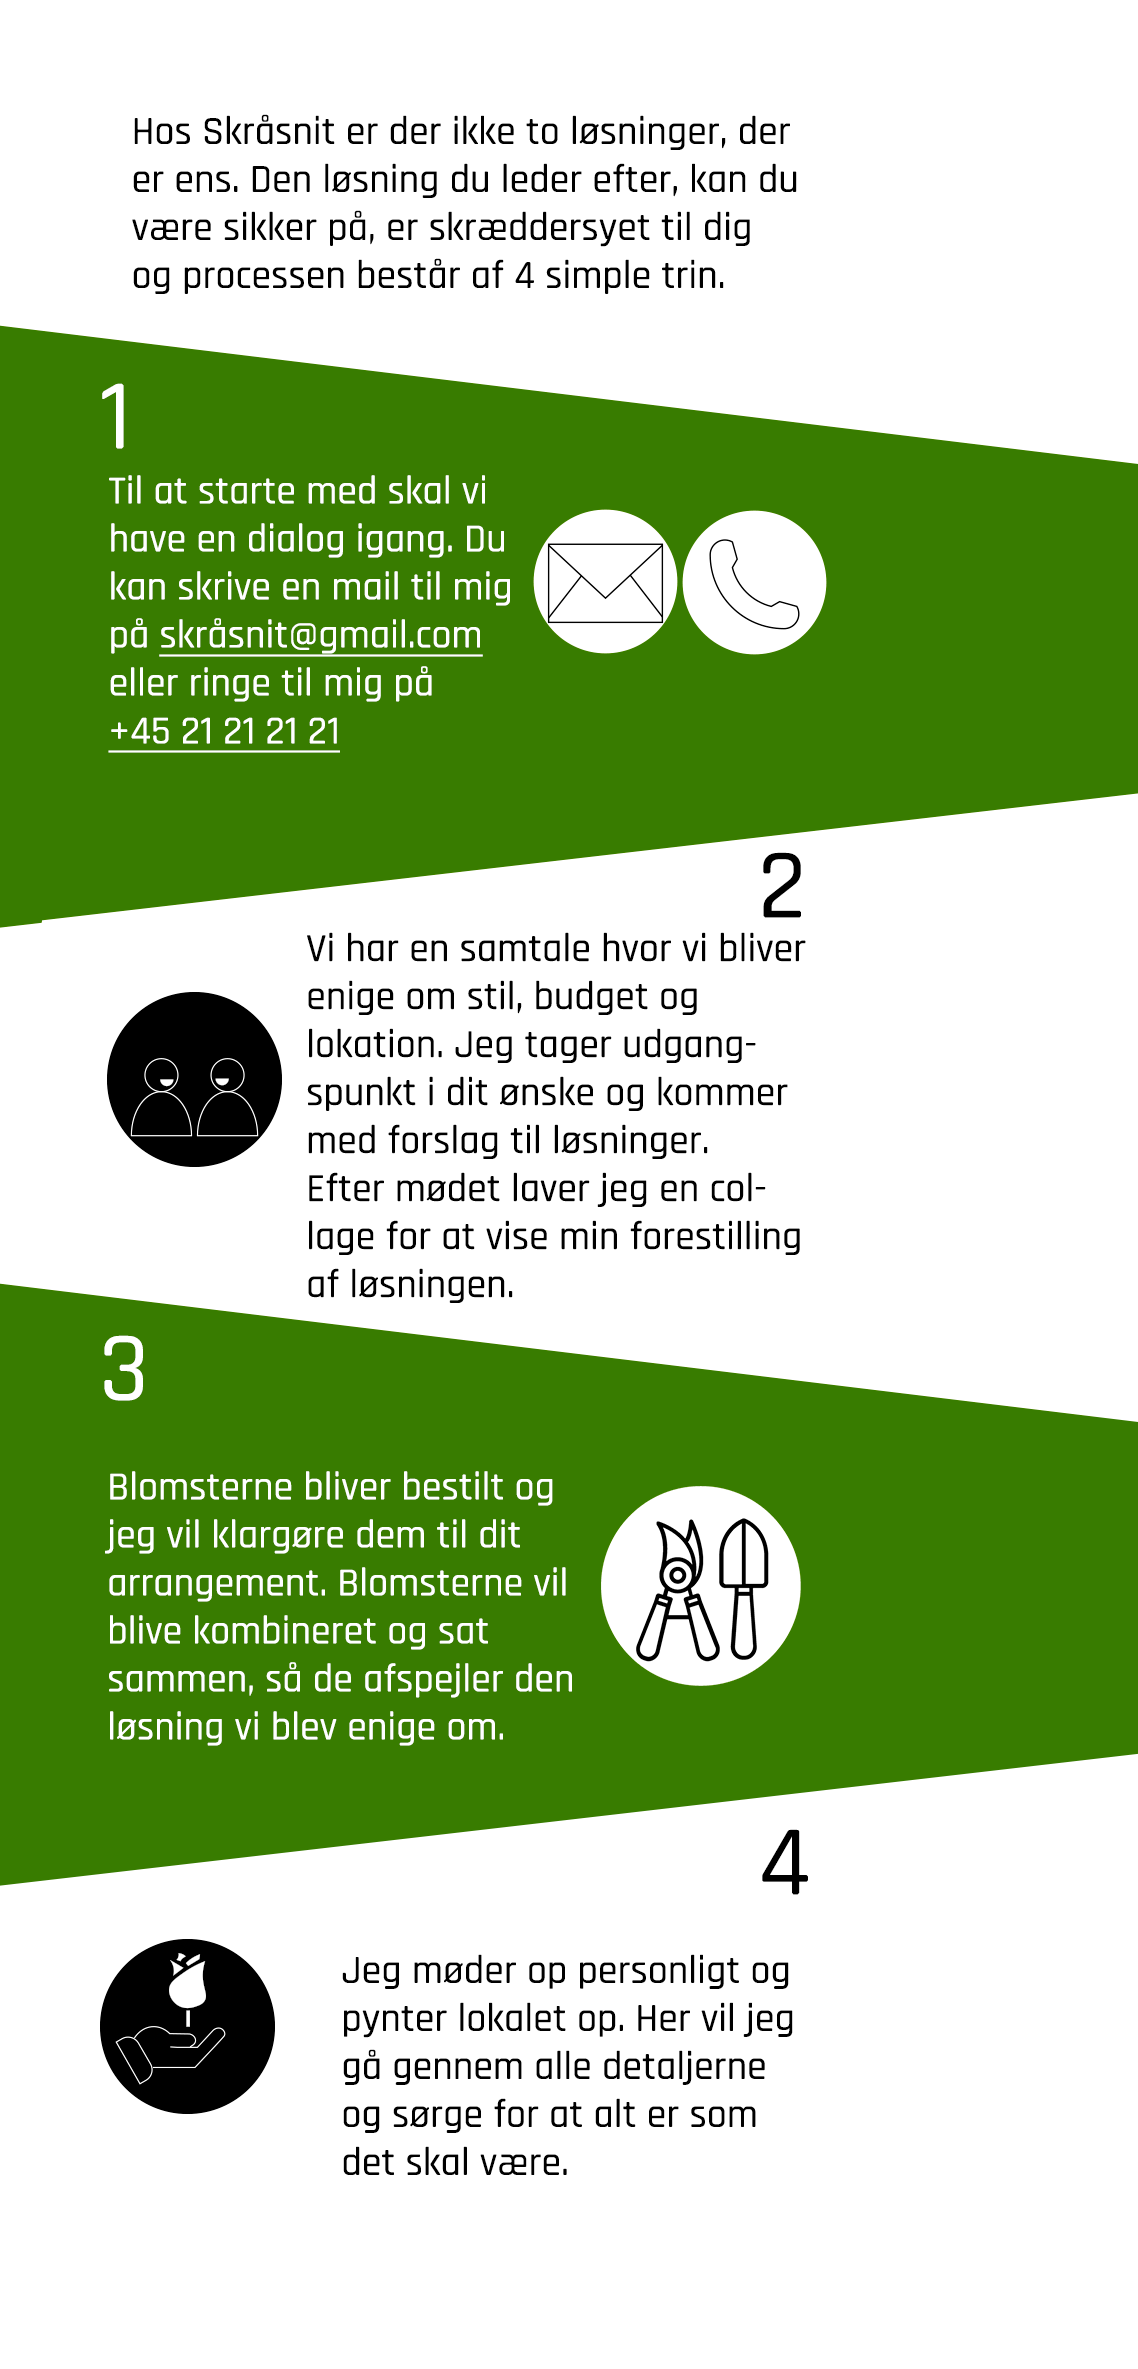 Hos Skråsnit er der ikke to løsninger, der
er ens. Den løsning du leder efter, kan du
være sikker på, er skræddersyet til dig
og processen består af 4 simple trin.
1
Til at starte med skal vi
have en dialog igang. Du
kan skrive en mail til mig
på skråsnit@gmail.com
eller ringe til mig på
+45 21 21 21 21
2
Vi har en samtale hvor vi bliver
enige om stil, budget og
lokation. Jeg tager udgang-
spunkt i dit ønske og kommer
med forslag til løsninger.
Efter mødet laver jeg en col-
lage for at vise min forestilling
af løsningen.
3
Blomsterne bliver bestilt og
jeg vil klargøre dem til dit
arrangement. Blomsterne vil
blive kombineret og sat
sammen, så de afspejler den
løsning vi blev enige om.
4
Jeg møder op personligt og
pynter lokalet op. Her vil jeg
gå gennem alle detaljerne
og sørge for at alt er som
det skal være.